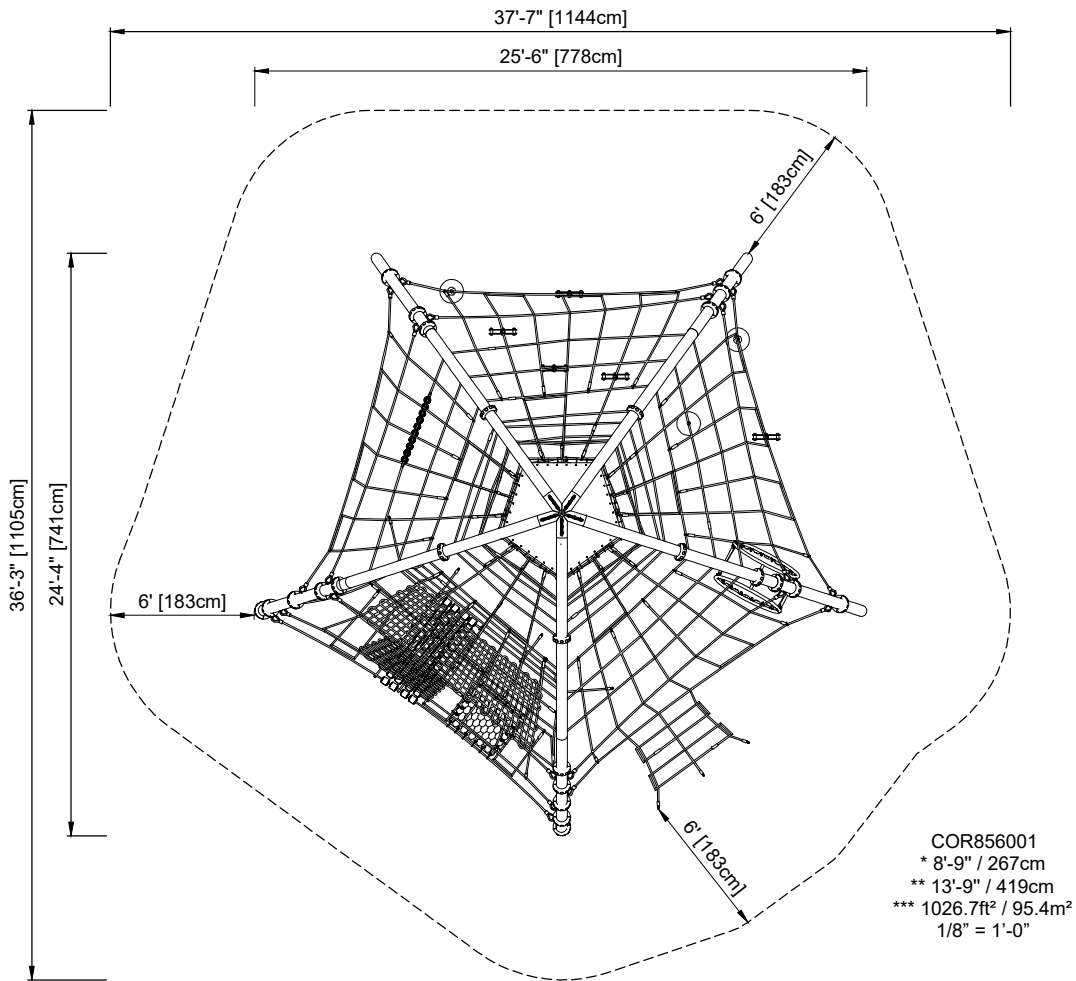 37'-7" [1144cm]
25'-6" [778cm]
6' [183cm]
36'-3" [1105cm]
24'-4" [741cm]
6' [183cm]
6' [183cm]
COR856001
* 8'-9" / 267cm
** 13'-9" / 419cm
*** 1026.7ft² / 95.4m²
1/8” = 1’-0”